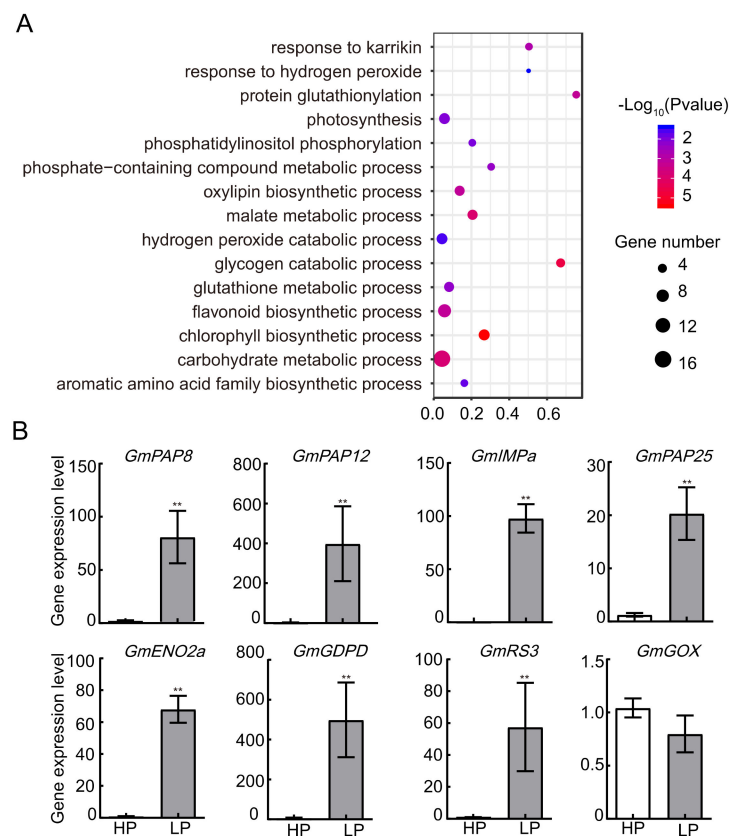 A
response to karrikin
response to hydrogen peroxide
protein glutathionylation
photosynthesis
phosphatidylinositol phosphorylation
phosphate−containing compound metabolic process
oxylipin biosynthetic process
malate metabolic process
hydrogen peroxide catabolic process
glycogen catabolic process
glutathione metabolic process
flavonoid biosynthetic process
chlorophyll biosynthetic process
carbohydrate metabolic process
aromatic amino acid family biosynthetic process
0.0 0.2 0.4 0.6
-Log10(Pvalue)
2
3
4
5
Gene number
4
8
12
16
B
GmPAP8 GmPAP12 GmIMPa GmPAP25
Gene expression level
150
100
50
0
**
800
600
400
200
0
**
150
100
50
0
**
30
20
10
0
**
GmENO2a GmGDPD GmRS3 GmGOX
Gene expression level
100
80
60
40
20
0
**
800
600
400
200
0
**
100
80
60
40
20
0
**
1.5
1.0
0.5
0
HP LP HP LP HP LP HP LP